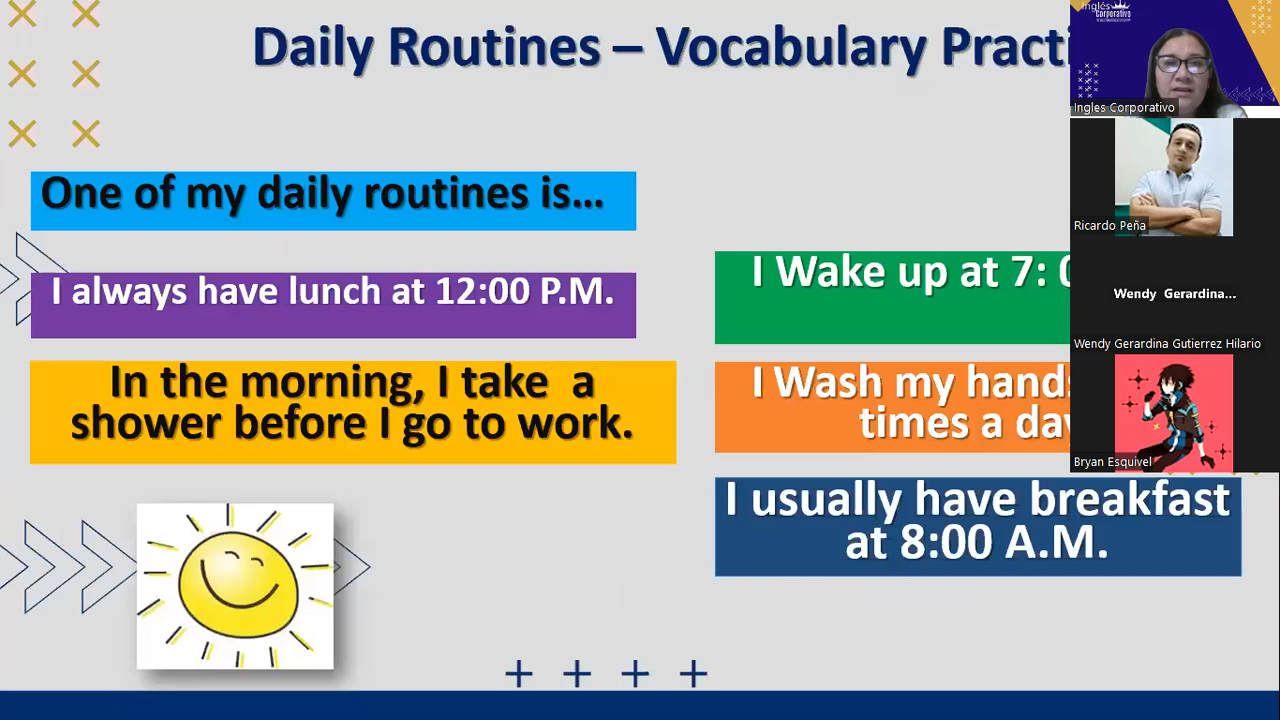 Daily Routines – Vocabulary Practi
One of my daily routines is...
I always have lunch at 12:00 P.M.
In the morning, I take a
shower before I go to work.
I Wake up at 7:
I Wash my hands
times a day
I usually have breakfast
at 8:00 A.M.
Inglés
Corporativo
Ingles Corporativo
Ricardo Peña
Wendy Gerardina...
Wendy Gerardina Gutierrez Hilario
Bryan Esquivel